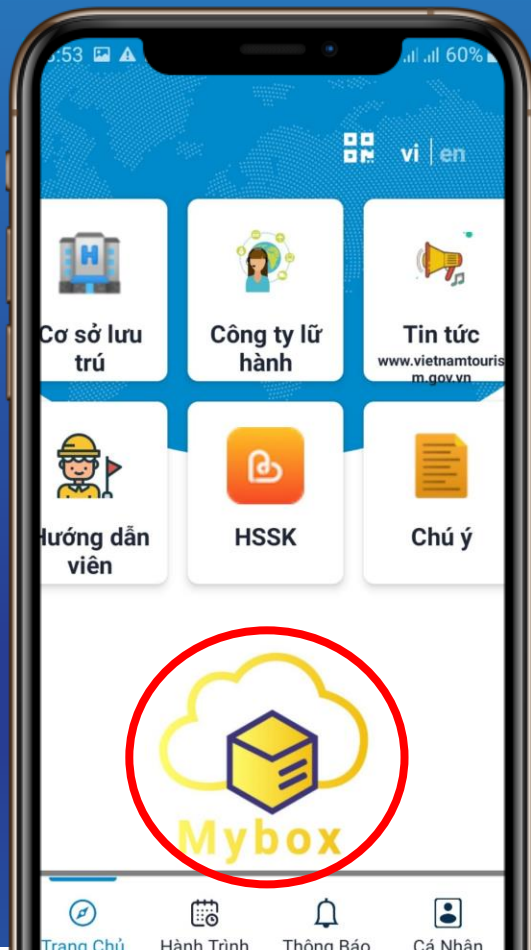 :53 60%
vi | en
H
Cơ sở lưu
trú
Công ty lữ
hành
Tin tức
www.vietnamtouris
m.gov.vn
Hướng dẫn
viên
HSSK
Chú ý
Mybox
Trang Chủ Hành Trình Thông Báo Cá Nhân